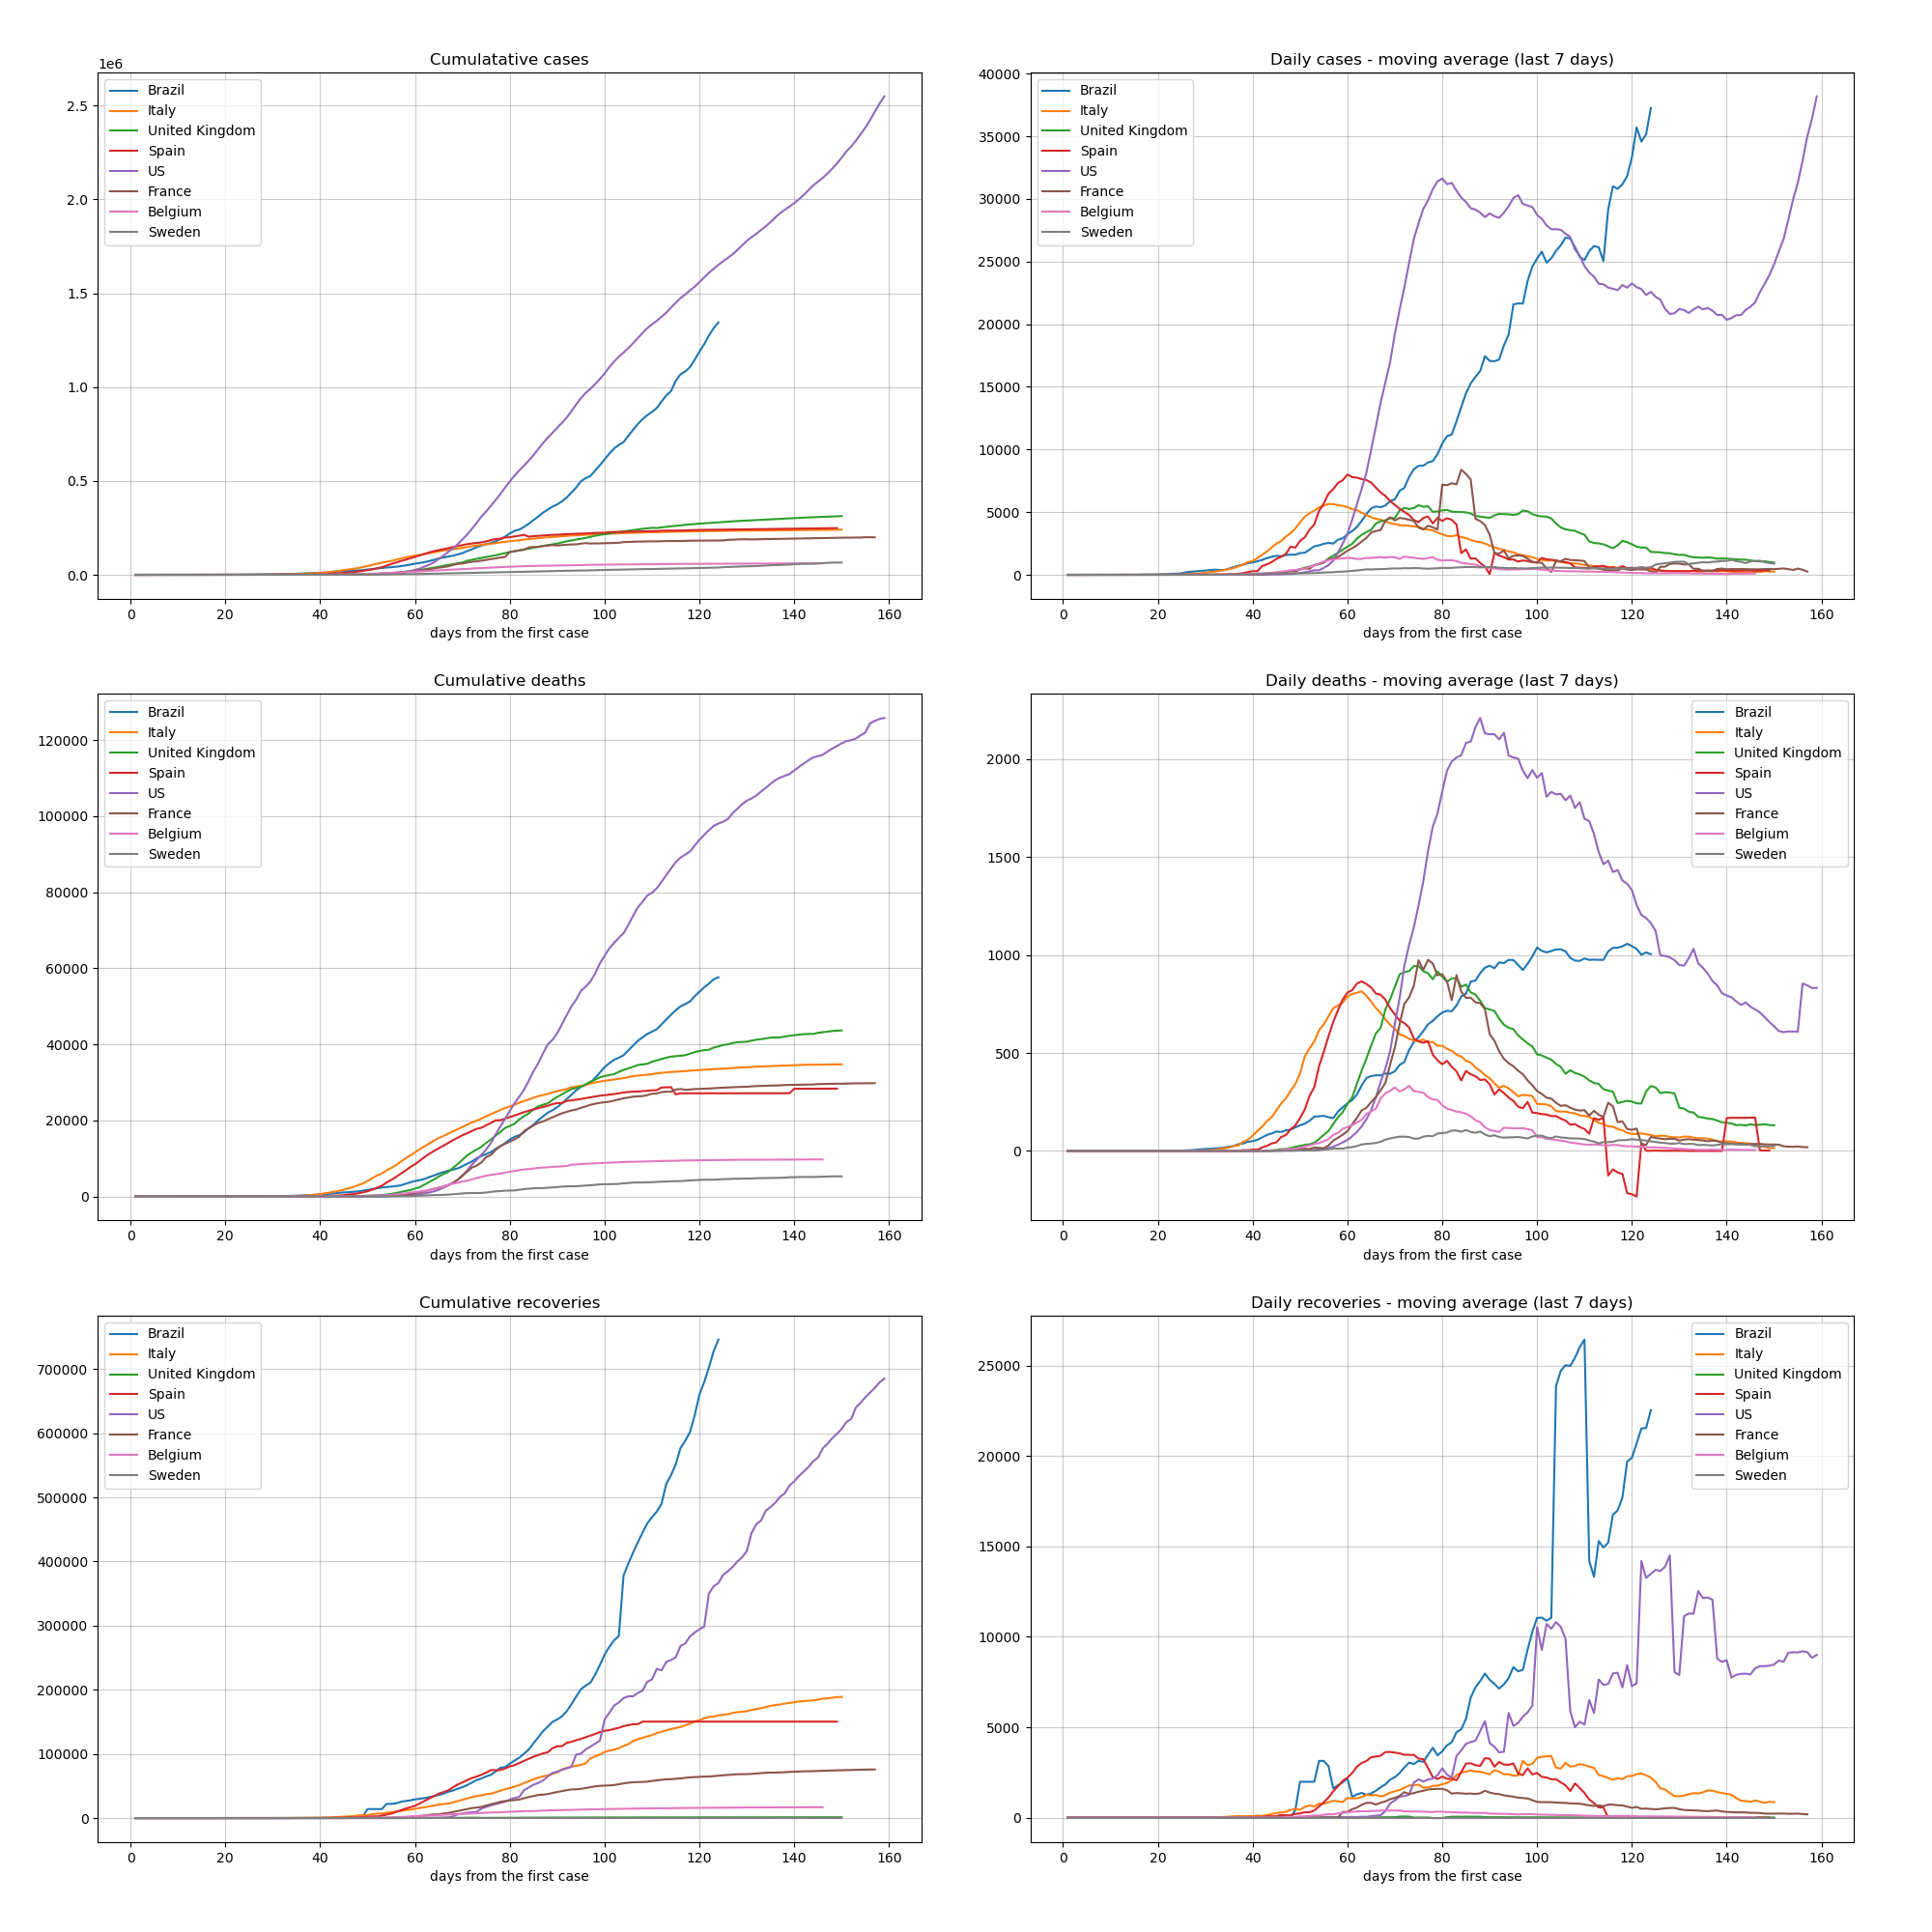 Cumulatative cases
1e6
2.5
2.0
1.5
1.0
0.5
0.0
Brazil
Italy
United Kingdom
Spain
US
France
Belgium
Sweden
0 20 40 60 80 100 120 140 160
days from the first case
Daily cases - moving average (last 7 days)
40000
35000
30000
25000
20000
15000
10000
5000
0
Brazil
Italy
United Kingdom
Spain
US
France
Belgium
Sweden
0 20 40 60 80 100 120 140 160
days from the first case
Cumulative deaths
120000
100000
80000
60000
40000
20000
0
Brazil
Italy
United Kingdom
Spain
US
France
Belgium
Sweden
0 20 40 60 80 100 120 140 160
days from the first case
Daily deaths - moving average (last 7 days)
2000
1500
1000
500
0
Brazil
Italy
United Kingdom
Spain
US
France
Belgium
Sweden
0 20 40 60 80 100 120 140 160
days from the first case
Cumulative recoveries
700000
600000
500000
400000
300000
200000
100000
0
Brazil
Italy
United Kingdom
Spain
US
France
Belgium
Sweden
0 20 40 60 80 100 120 140 160
days from the first case
Daily recoveries - moving average (last 7 days)
25000
20000
15000
10000
5000
0
Brazil
Italy
United Kingdom
Spain
US
France
Belgium
Sweden
0 20 40 60 80 100 120 140 160
days from the first case